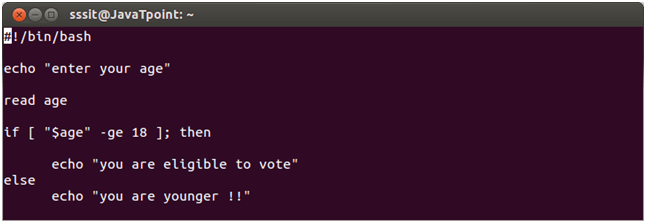 sssit@JavaTpoint: ~
#!/bin/bash
echo "enter your age"
read age
if [ "$age" -ge 18 ]; then
echo "you are eligible to vote"
else
echo "you are younger !!"